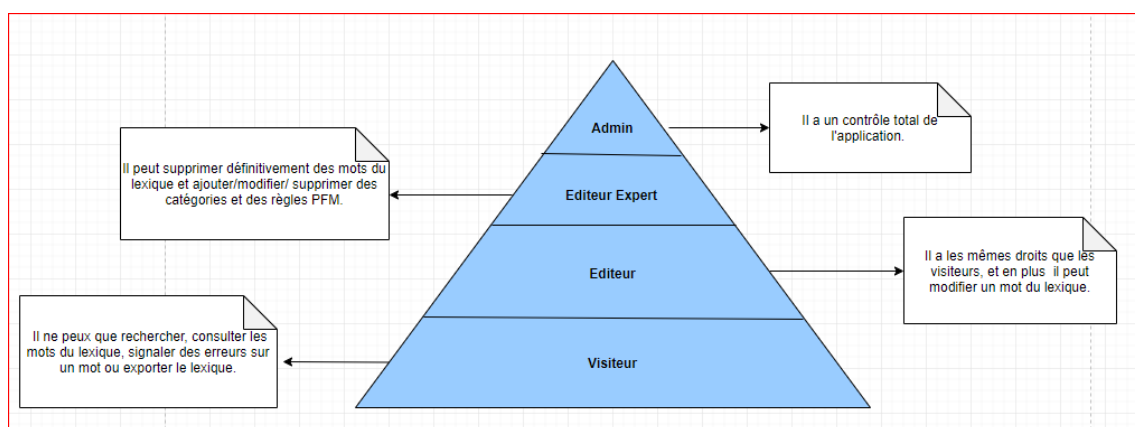 Admin
Il a un contrôle total de
l'application.
Il peut supprimer définitivement des mots du
lexique et ajouter/modifier/ supprimer des
catégories et des règles PFM.
Editeur Expert
Editeur
Il a les mêmes droits que les
visiteurs, et en plus il peut
modifier un mot du lexique.
Il ne peux que rechercher, consulter les
mots du lexique, signaler des erreurs sur
un mot ou exporter le lexique.
Visiteur